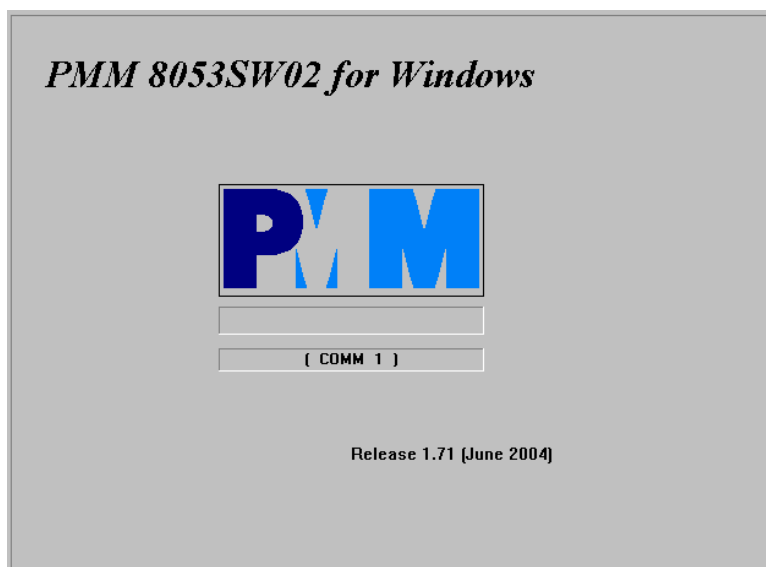 PMM 8053SW02 for Windows
PMM
( COMM 1 )
Release 1.71 (June 2004)